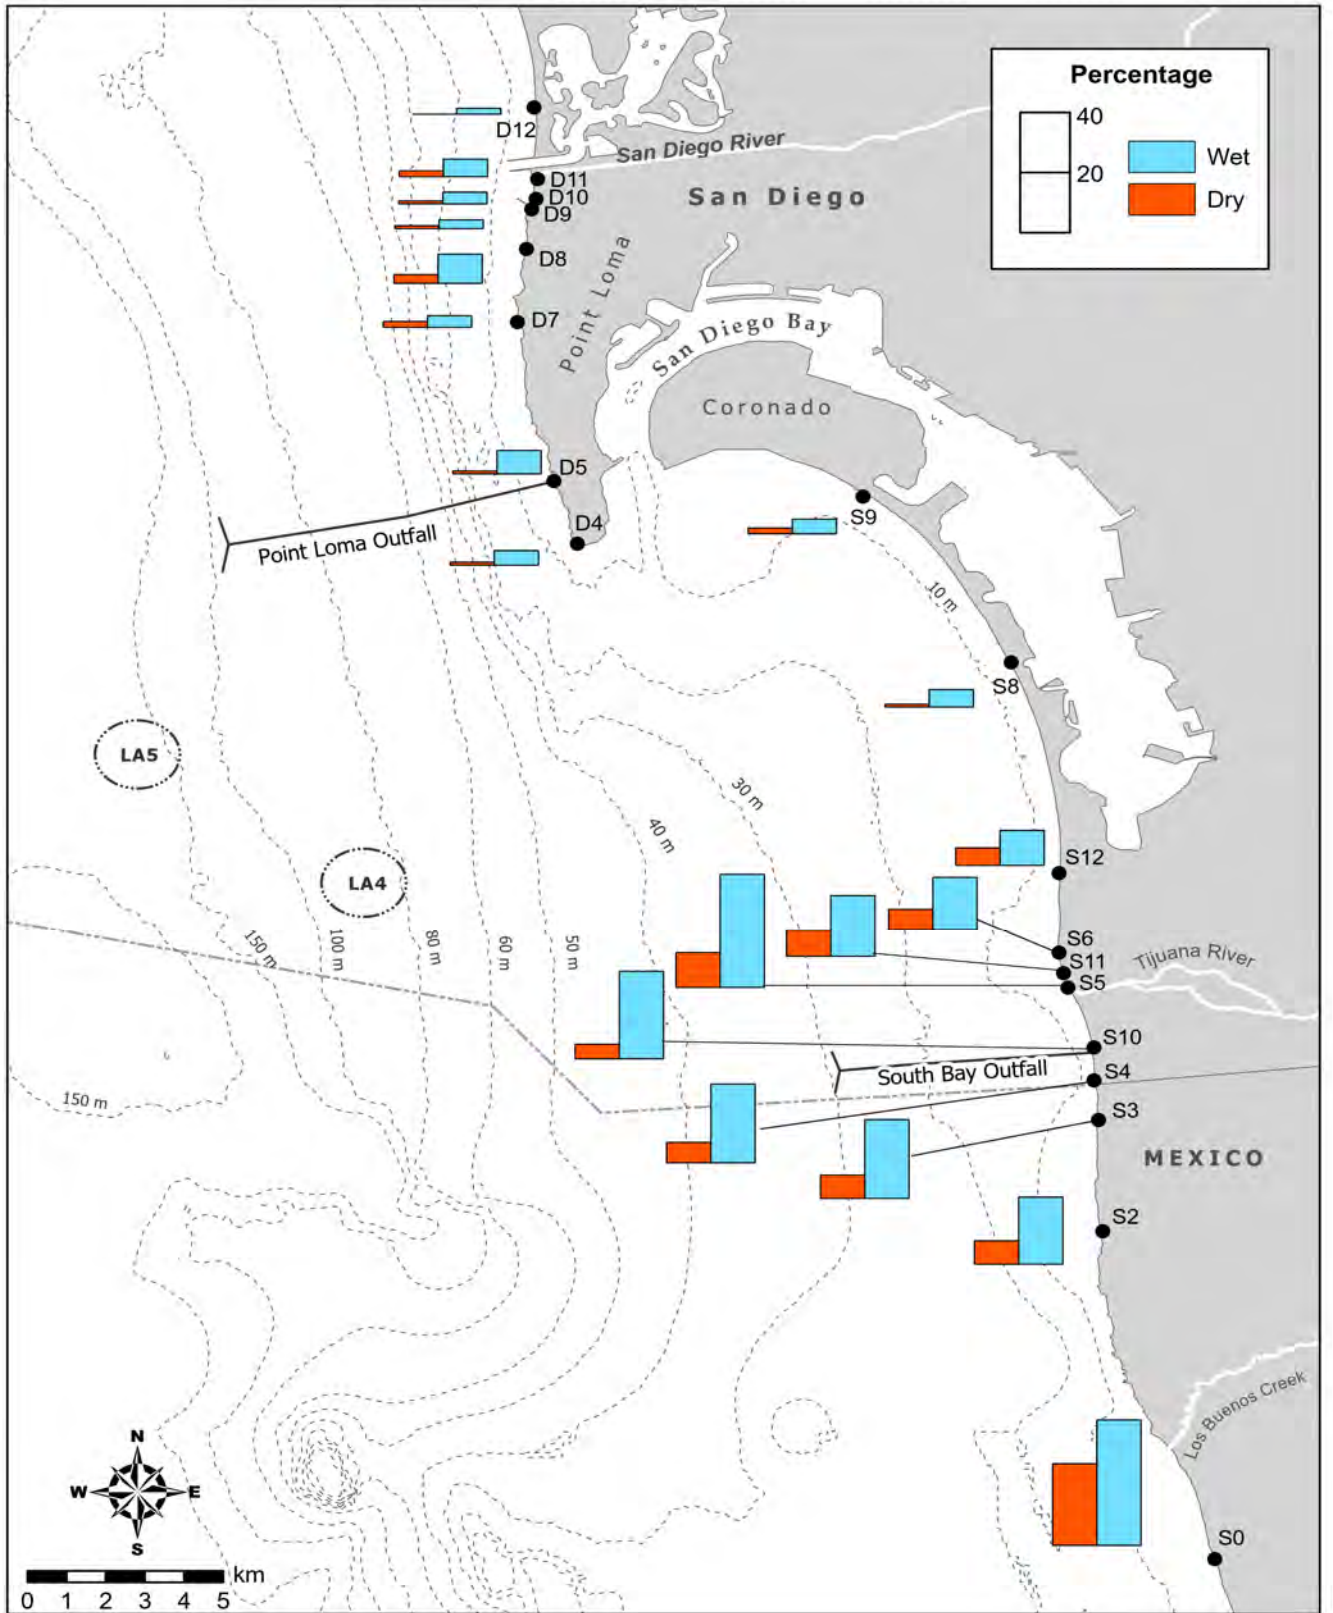 Percentage
40
20
Wet
Dry
D12
San Diego River
D11
D10
D9
San Diego
D8
Point Loma
D7
San Diego Bay
Coronado
D5
S9
D4
Point Loma Outfall
10 m
S8
LA5
30 m
40 m
S12
LA4
S6
S11
S5
Tijuana River
150 m
100 m
80 m
60 m
50 m
S10
South Bay Outfall
S4
150 m
S3
MEXICO
S2
Los Buenos Creek
N
W
E
S
S0
km
0 1 2 3 4 5